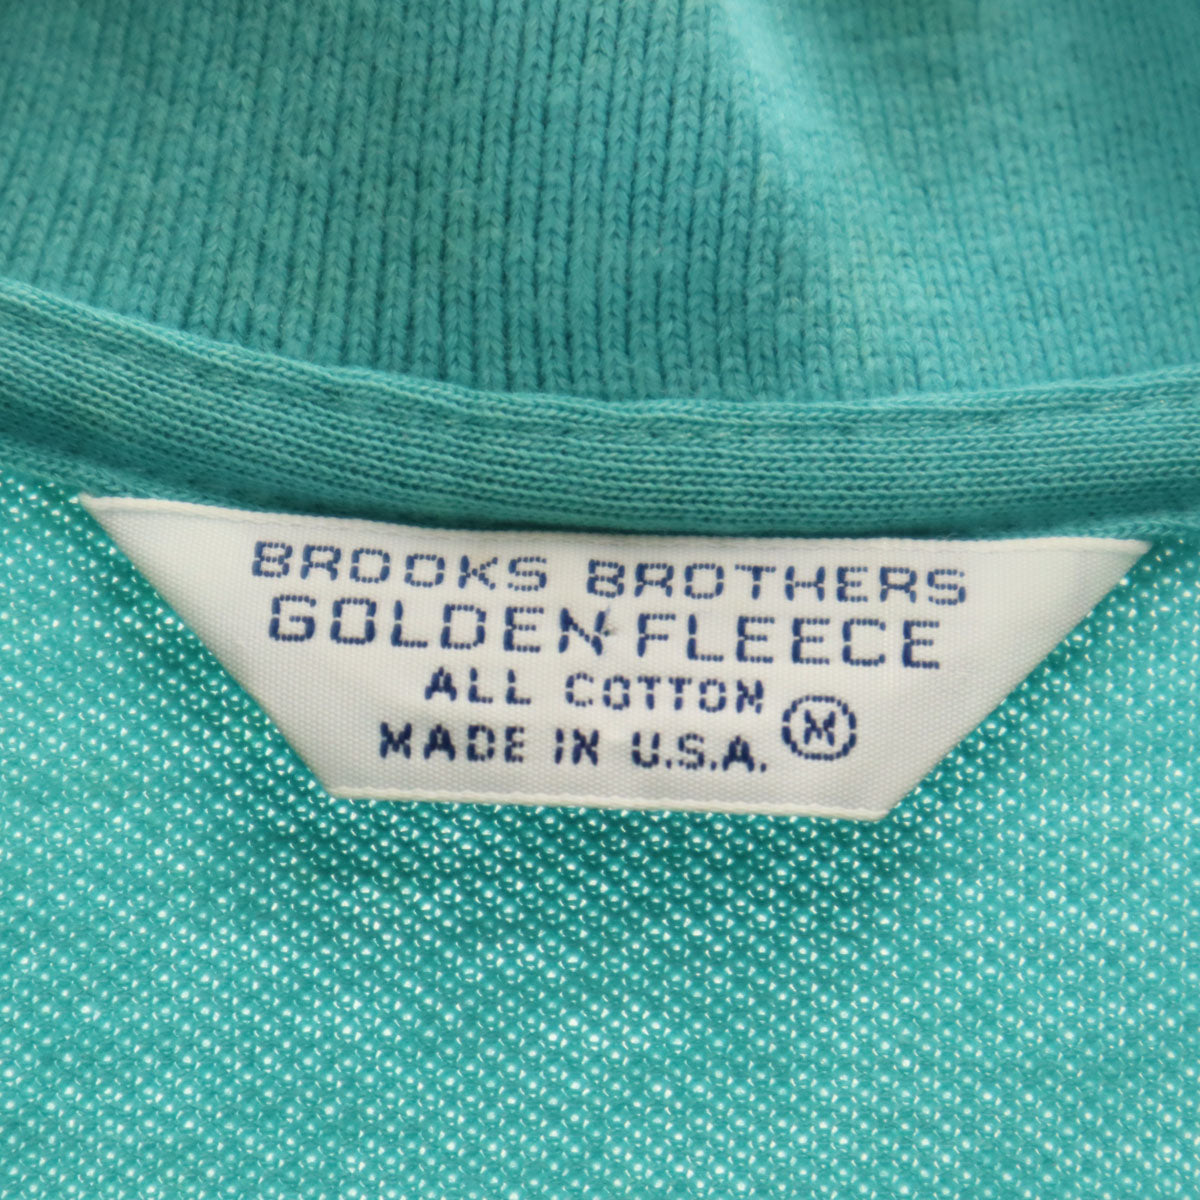 BROOKS BROTHERS
GOLDEN FLEECE
ALL COTTON
MADE IN U.S.A. M